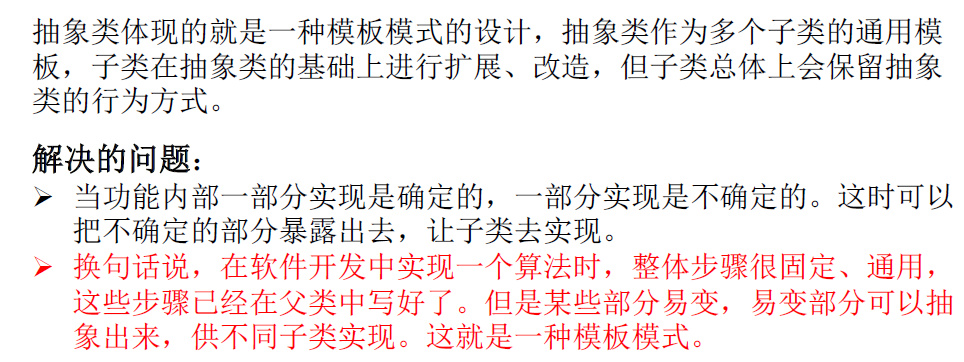 抽象类体现的就是一种模板模式的设计，抽象类作为多个子类的通用模
板，子类在抽象类的基础上进行扩展、改造，但子类总体上会保留抽象
类的行为方式。
解决的问题：
➢ 当功能内部一部分实现是确定的，一部分实现是不确定的。这时可以
把不确定的部分暴露出去，让子类去实现。
➢ 换句话说，在软件开发中实现一个算法时，整体步骤很固定、通用，
这些步骤已经在父类中写好了。但是某些部分易变，易变部分可以抽
象出来，供不同子类实现。这就是一种模板模式。